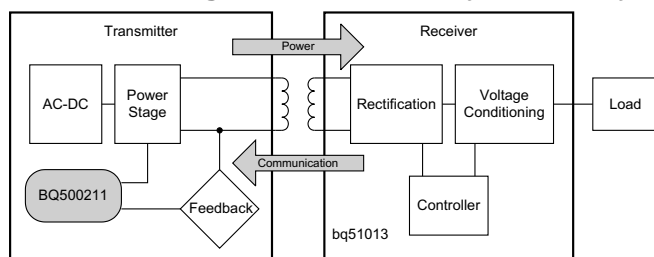 Transmitter
Power
Receiver
AC-DC
Power
Stage
Rectification
Voltage
Conditioning
Load
Communication
BQ500211
Feedback
Controller
bq51013